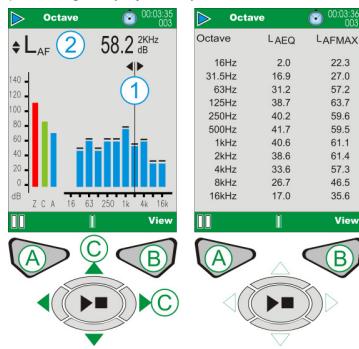 Octave 00:03:35
003
LAF 2 58.2 2KHz dB
1
140
120
100
80
60
40
20
0
dB Z C A 16 63 250 1k 4k 16k
View
A C B
C
Octave 00:03:36
003
Octave LAEQ LAFMAX
16Hz 2.0 22.3
31.5Hz 16.9 27.0
63Hz 31.2 57.2
125Hz 38.7 63.7
250Hz 40.2 59.6
500Hz 41.7 59.5
1kHz 40.6 61.1
2kHz 38.6 61.4
4kHz 33.6 57.3
8kHz 26.7 46.5
16kHz 17.0 35.6
View
A B